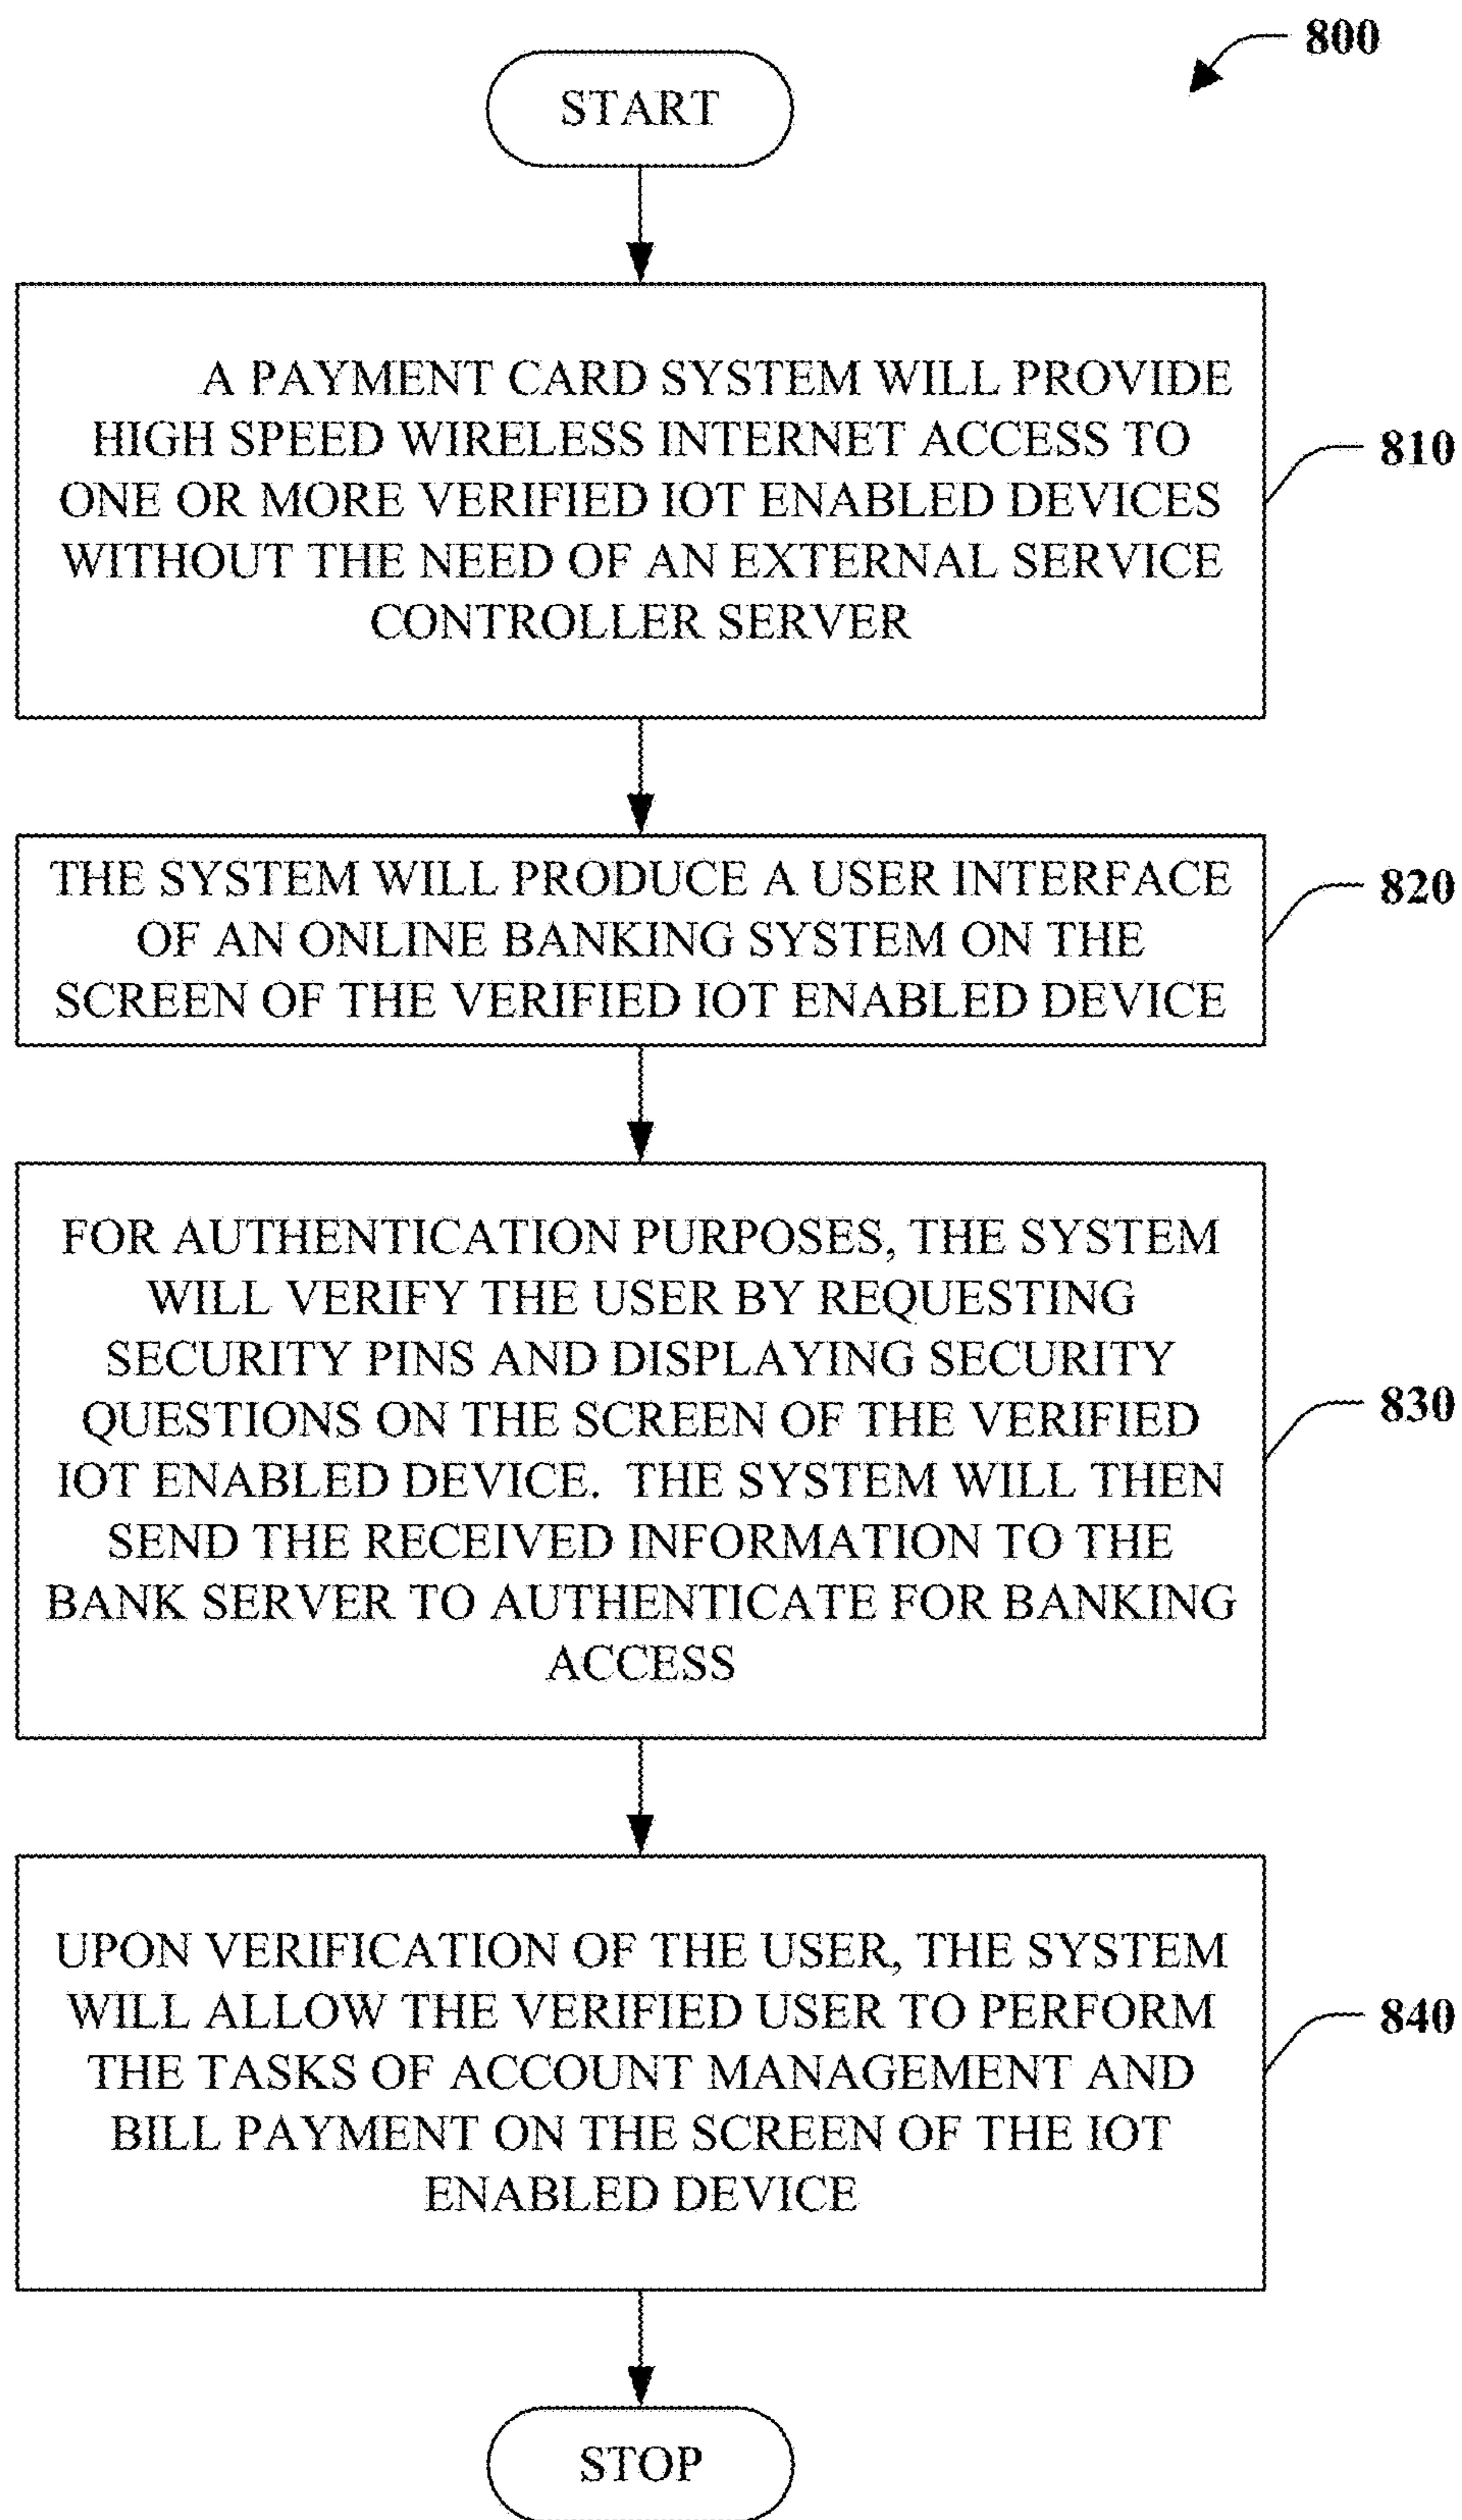 800
START
A PAYMENT CARD SYSTEM WILL PROVIDE
HIGH SPEED WIRELESS INTERNET ACCESS TO
ONE OR MORE VERIFIED IOT ENABLED DEVICES
WITHOUT THE NEED OF AN EXTERNAL SERVICE
CONTROLLER SERVER
810
THE SYSTEM WILL PRODUCE A USER INTERFACE
OF AN ONLINE BANKING SYSTEM ON THE
SCREEN OF THE VERIFIED IOT ENABLED DEVICE
820
FOR AUTHENTICATION PURPOSES, THE SYSTEM
WILL VERIFY THE USER BY REQUESTING
SECURITY PINS AND DISPLAYING SECURITY
QUESTIONS ON THE SCREEN OF THE VERIFIED
IOT ENABLED DEVICE. THE SYSTEM WILL THEN
SEND THE RECEIVED INFORMATION TO THE
BANK SERVER TO AUTHENTICATE FOR BANKING
ACCESS
830
UPON VERIFICATION OF THE USER, THE SYSTEM
WILL ALLOW THE VERIFIED USER TO PERFORM
THE TASKS OF ACCOUNT MANAGEMENT AND
BILL PAYMENT ON THE SCREEN OF THE IOT
ENABLED DEVICE
840
STOP